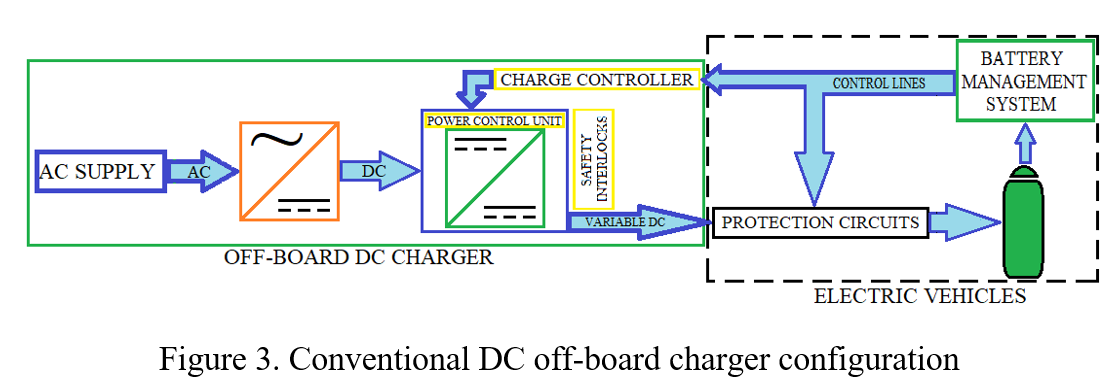 BATTERY
MANAGEMENT
SYSTEM
CHARGE CONTROLLER
CONTROL LINES
POWER CONTROL UNIT
SAFETY
INTERLOCKS
AC SUPPLY
AC
DC
VARIABLE DC
PROTECTION CIRCUITS
OFF-BOARD DC CHARGER
ELECTRIC VEHICLES
Figure 3. Conventional DC off-board charger configuration